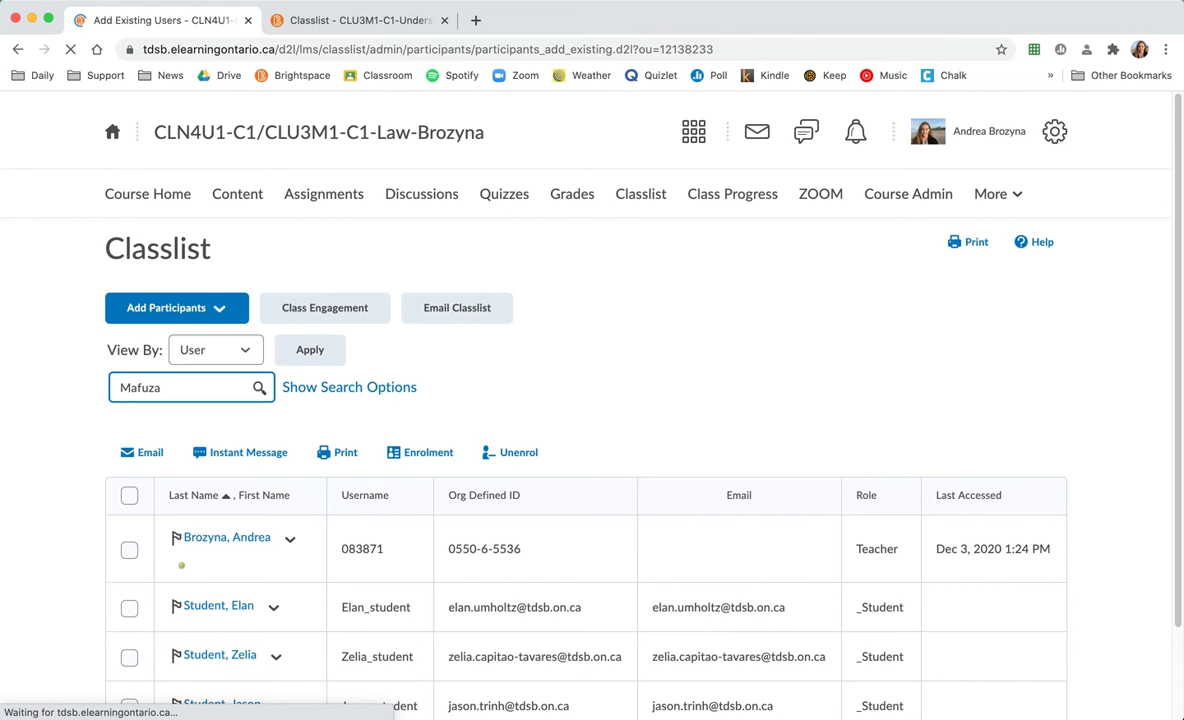 Add Existing Users - CLN4U1-
Classlist - CLU3M1-C1-Unders
tdsb.elearningontario.ca/d2l/lms/classlist/admin/participants/participants_add_existing.d2l?ou=12138233
Daily Support News Drive Brightspace Classroom Spotify Zoom Weather Quizlet Poll Kindle Keep Music Chalk » Other Bookmarks
CLN4U1-C1/CLU3M1-C1-Law-Brozyna
Andrea Brozyna
Course Home Content Assignments Discussions Quizzes Grades Classlist Class Progress ZOOM Course Admin More
Classlist
Print Help
Add Participants Class Engagement Email Classlist
View By: User Apply
Mafuza Show Search Options
Email Instant Message Print Enrolment Unenrol
Last Name , First Name Username Org Defined ID Email Role Last Accessed
Brozyna, Andrea 083871 0550-6-5536 Teacher Dec 3, 2020 1:24 PM
Student, Elan Elan_student elan.umholtz@tdsb.on.ca elan.umholtz@tdsb.on.ca _Student
Student, Zelia Zelia_student zelia.capitao-tavares@tdsb.on.ca zelia.capitao-tavares@tdsb.on.ca _Student
Student, Jason jason.trinh@tdsb.on.ca jason.trinh@tdsb.on.ca _Student
Waiting for tdsb.elearningontario.ca...